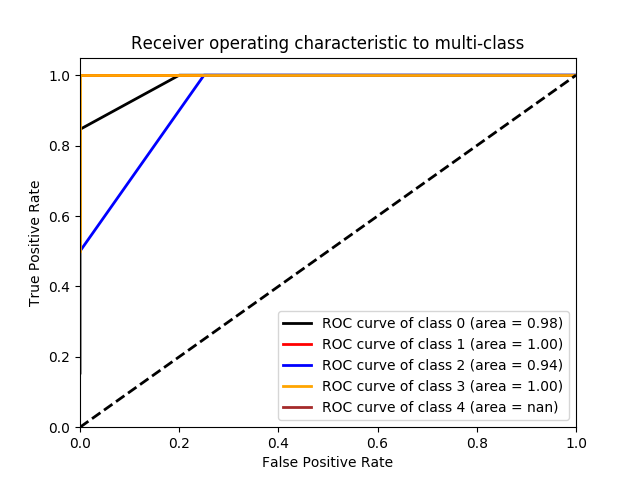 Receiver operating characteristic to multi-class
1.0
0.8
0.6
0.4
0.2
0.0
True Positive Rate
ROC curve of class 0 (area = 0.98)
ROC curve of class 1 (area = 1.00)
ROC curve of class 2 (area = 0.94)
ROC curve of class 3 (area = 1.00)
ROC curve of class 4 (area = nan)
0.0 0.2 0.4 0.6 0.8 1.0
False Positive Rate